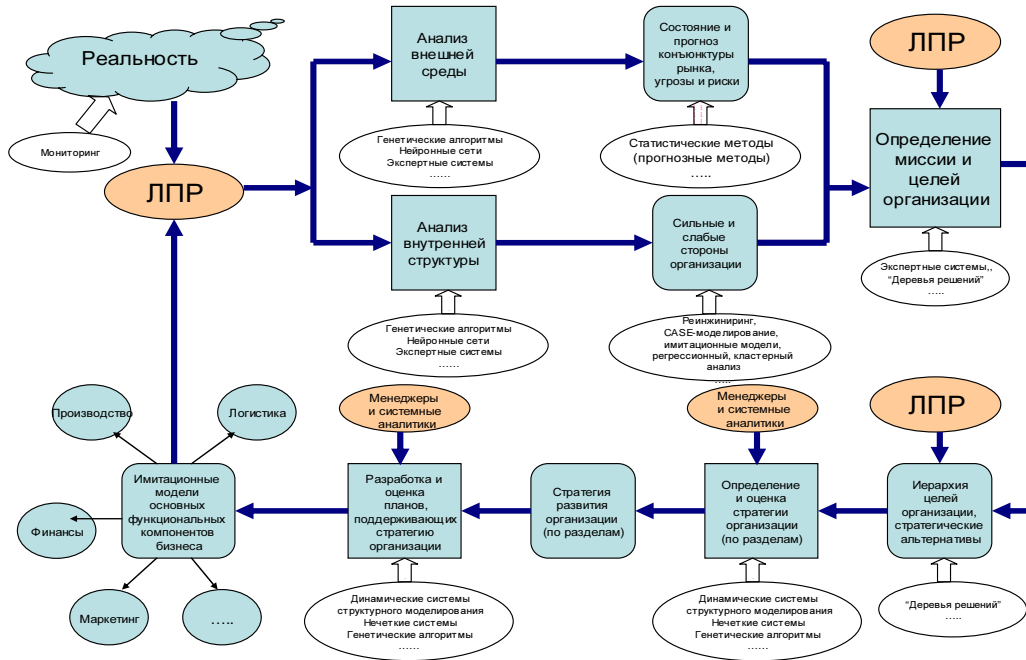 Реальность
Мониторинг
ЛПР
Анализ
внешней
среды
Генетические алгоритмы
Нейронные сети
Экспертные системы
......
Состояние и
прогноз
конъюнктуры
рынка,
угрозы и риски
Статистические методы
(прогнозные методы)
.....
ЛПР
Определение
миссии и
целей
организации
Экспертные системы,,
“Деревья решений”
.....
Анализ
внутренней
структуры
Генетические алгоритмы
Нейронные сети
Экспертные системы
......
Сильные и
слабые
стороны
организации
Реинжиниринг,
CASE-моделирование,
имитационные модели,
регрессионный, кластерный
анализ
.....
Производство
Логистика
Имитационные
модели
основных
функциональных
компонентов
бизнеса
Финансы
Маркетинг
.....
Менеджеры
и системные
аналитики
Разработка и
оценка
планов,
поддерживающих
стратегию
организации
Динамические системы
структурного моделирования
Нечеткие системы
Генетические алгоритмы
......
Стратегия
развития
организации
(по разделам)
Менеджеры
и системные
аналитики
Определение
и оценка
стратегии
организации
(по разделам)
Динамические системы
структурного моделирования
Нечеткие системы
Генетические алгоритмы
......
ЛПР
Иерархия
целей
организации,
стратегические
альтернативы
“Деревья решений”
.....